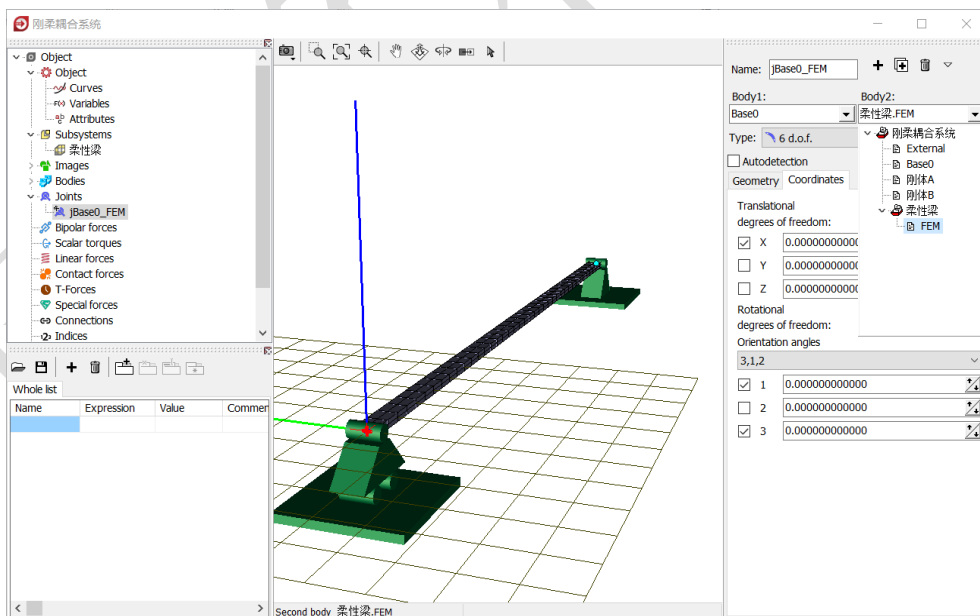 刚柔耦合系统
Object
Object
Curves
F(x) Variables
Attributes
Subsystems
柔性梁
Images
Bodies
Joints
jBase0_FEM
Bipolar forces
Scalar torques
Linear forces
Contact forces
T-Forces
Special forces
Connections
Indices
Whole list
Name Expression Value Commen
Second body 柔性梁.FEM
Name: jBase0_FEM
Body1: Body2:
Base0 柔性梁.FEM
Type: 6 d.o.f.
刚柔耦合系统
External
Base0
刚体A
刚体B
柔性梁
FEM
Autodetection
Geometry Coordinates
Translational
degrees of freedom:
X 0.0000000000
Y 0.0000000000
Z 0.0000000000
Rotational
degrees of freedom:
Orientation angles
3,1,2
1 0.000000000000
2 0.000000000000
3 0.000000000000